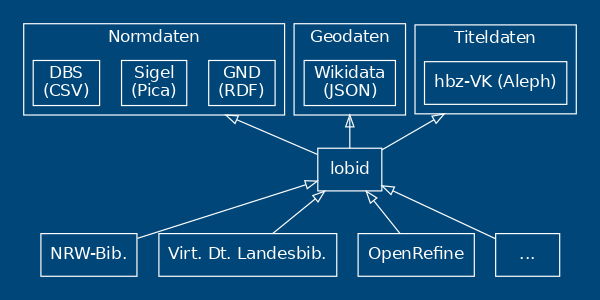 Normdaten
DBS
(CSV)
Sigel
(Pica)
GND
(RDF)
Geodaten
Wikidata
(JSON)
Titeldaten
hbz-VK (Aleph)
lobid
NRW-Bib.
Virt. Dt. Landesbib.
OpenRefine
...